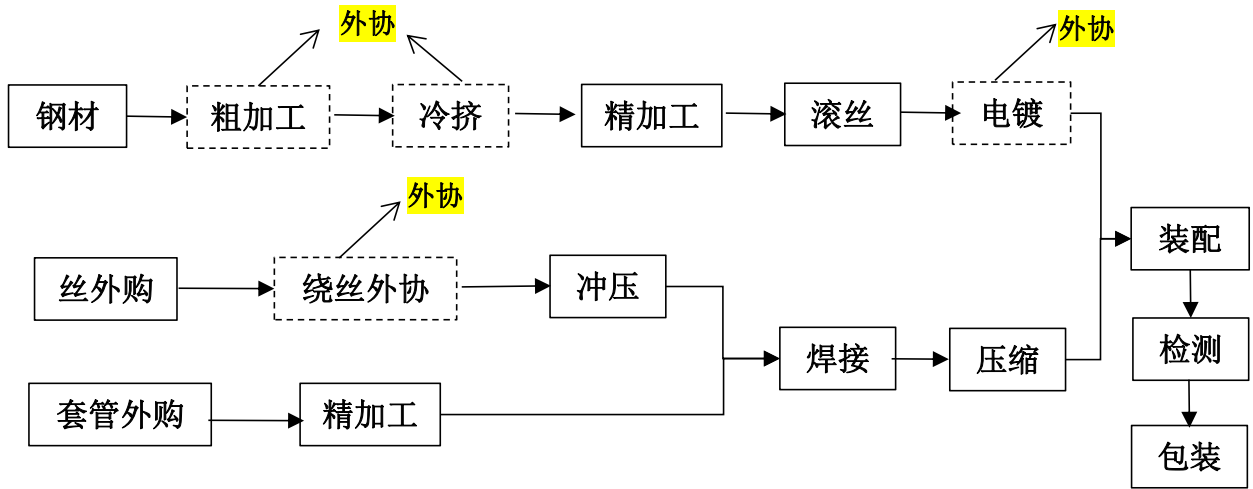 外协
外协
钢材
粗加工
冷挤
精加工
滚丝
电镀
外协
装配
丝外购
绕丝外协
冲压
焊接
压缩
检测
套管外购
精加工
包装